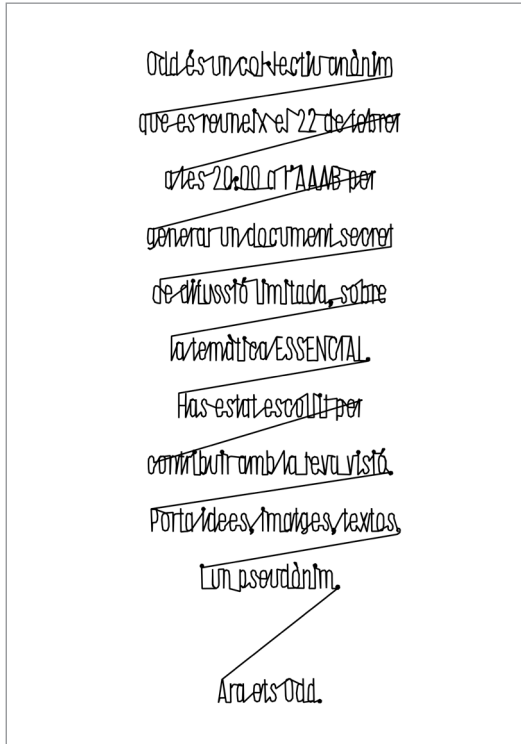 Odd és un col·lectiu anònim
que es reuneix el 22 de febrer
a les 20:00 a l'AAAB per
generar un document secret
de difussió limitada, sobre
la temàtica ESSENCIAL.
Has estat escollit per
contribuir amb la teva visió.
Porta idees, imatges, textos,
i un pseudònim.
Ara ets Odd.